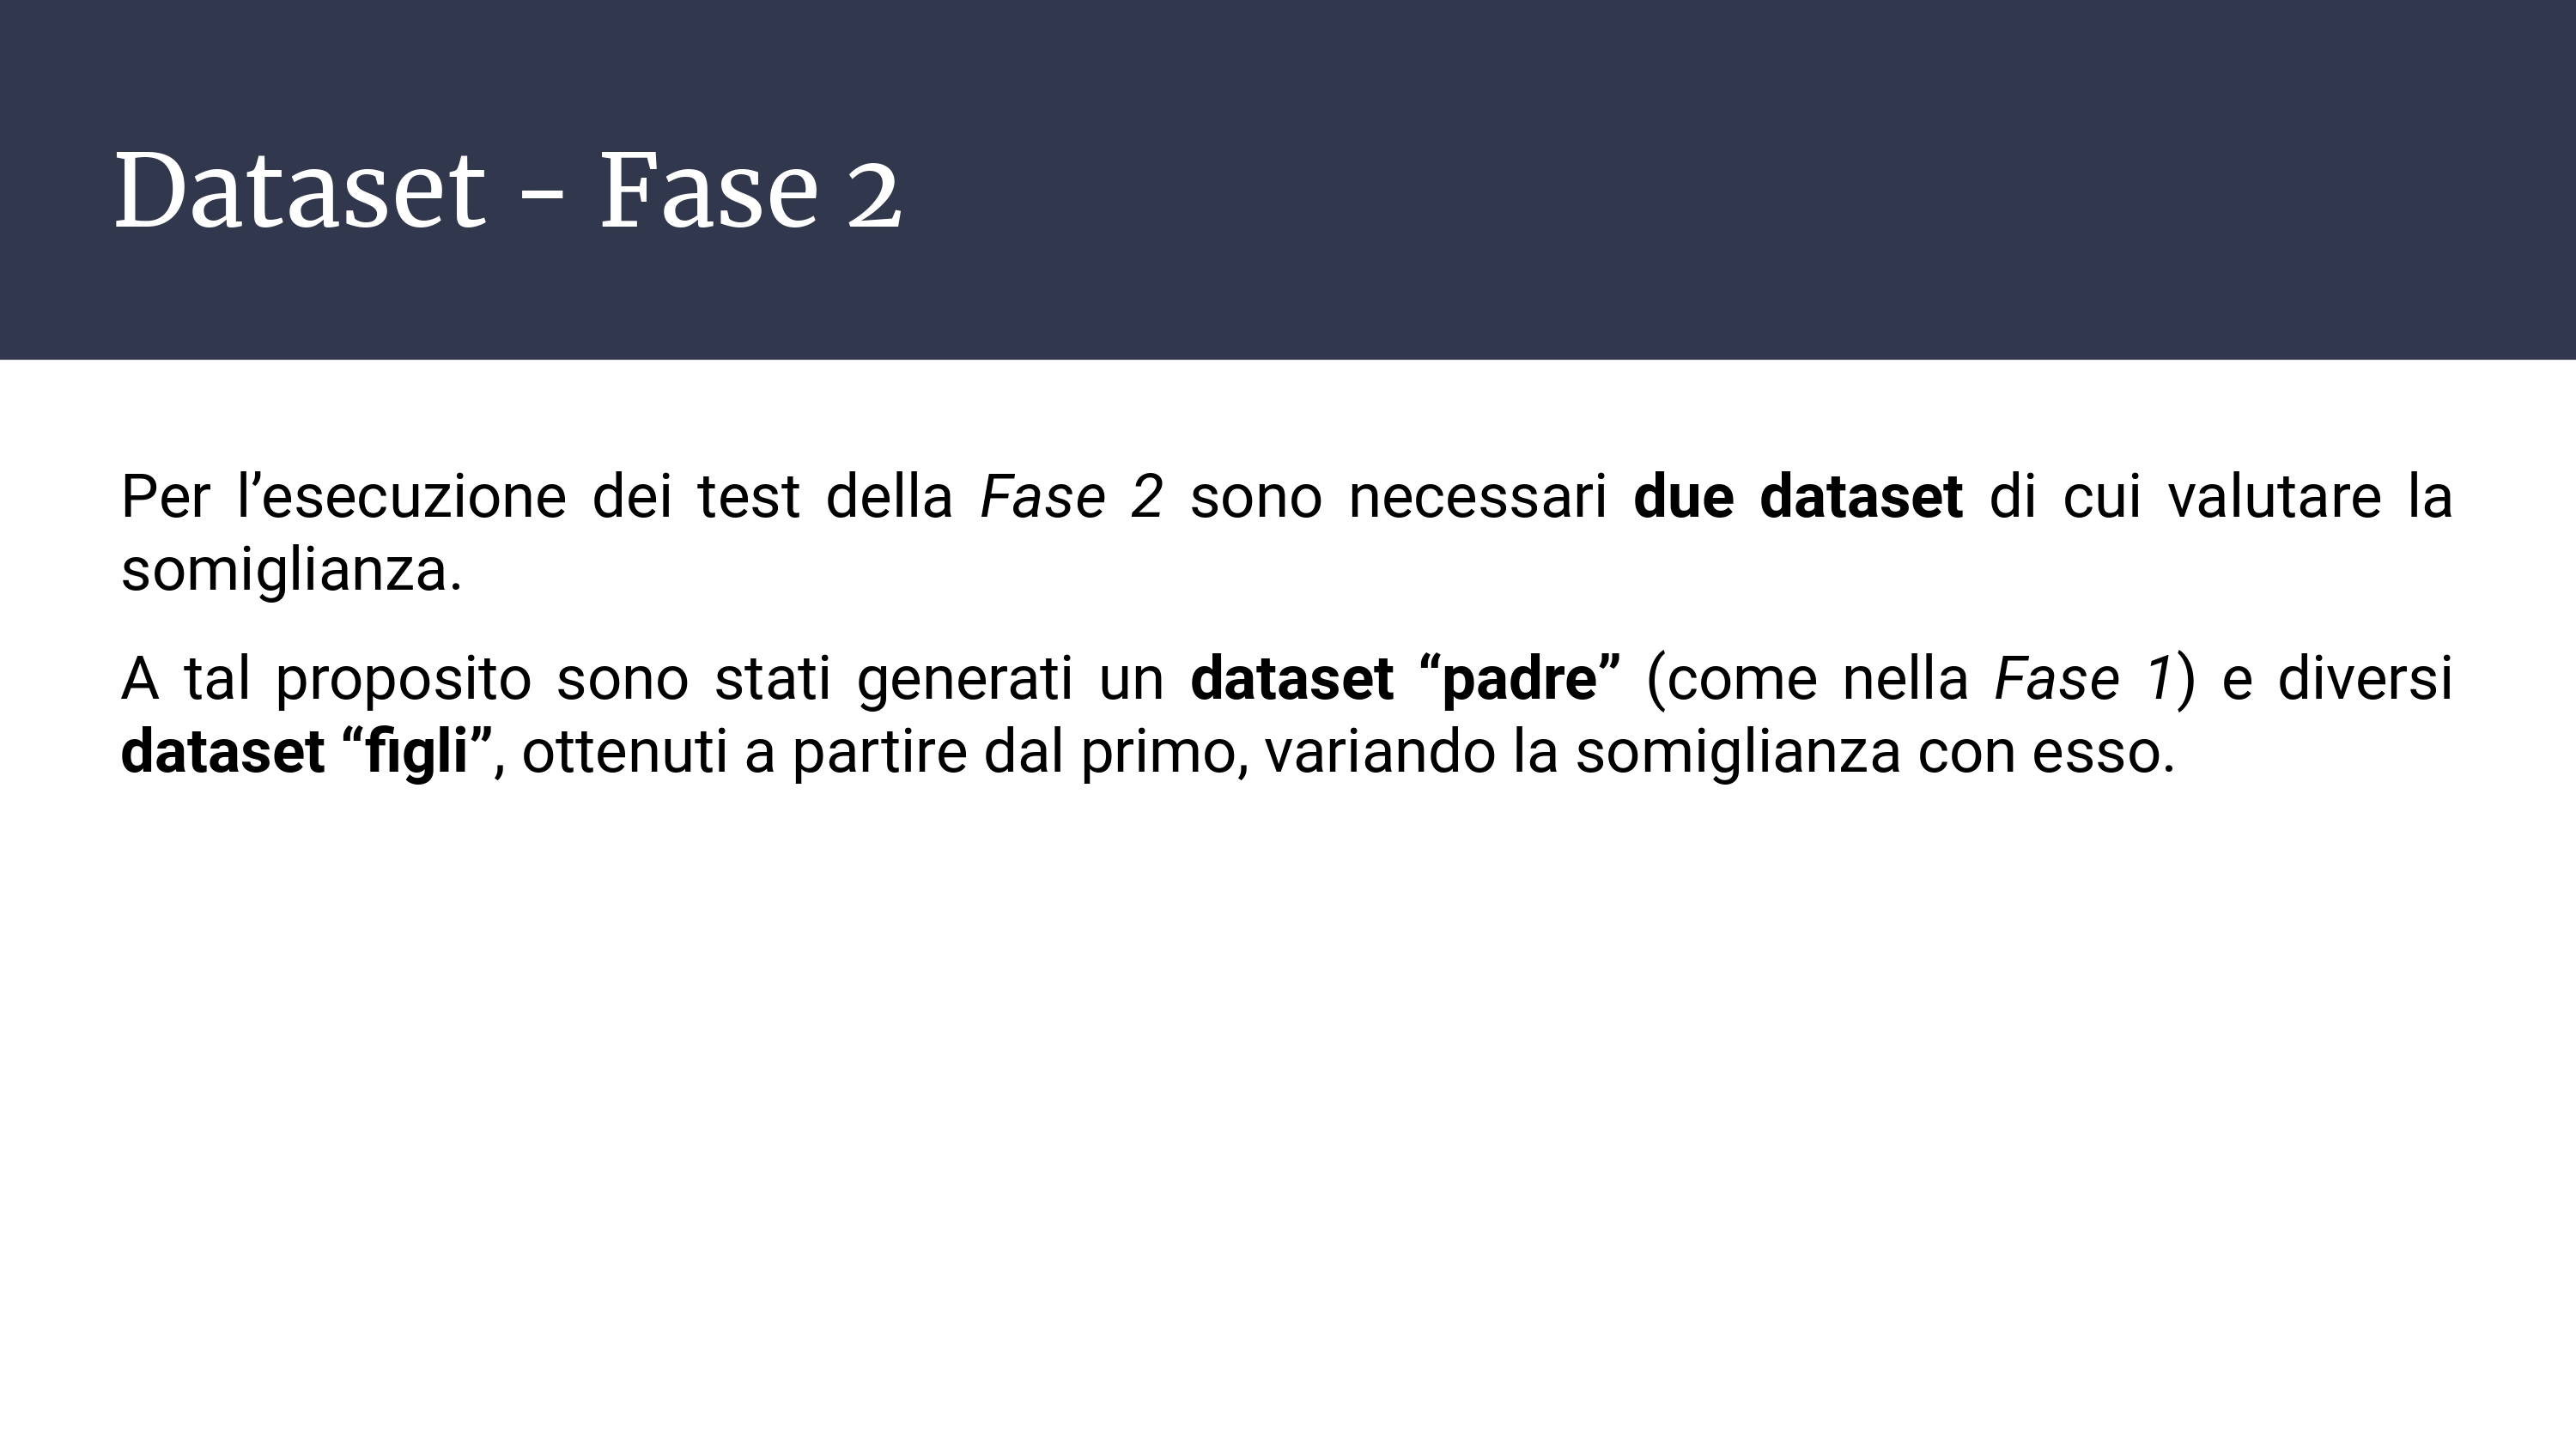 Dataset - Fase 2
Per l’esecuzione dei test della Fase 2 sono necessari due dataset di cui valutare la
somiglianza.
A tal proposito sono stati generati un dataset “padre” (come nella Fase 1) e diversi
dataset “figli”, ottenuti a partire dal primo, variando la somiglianza con esso.